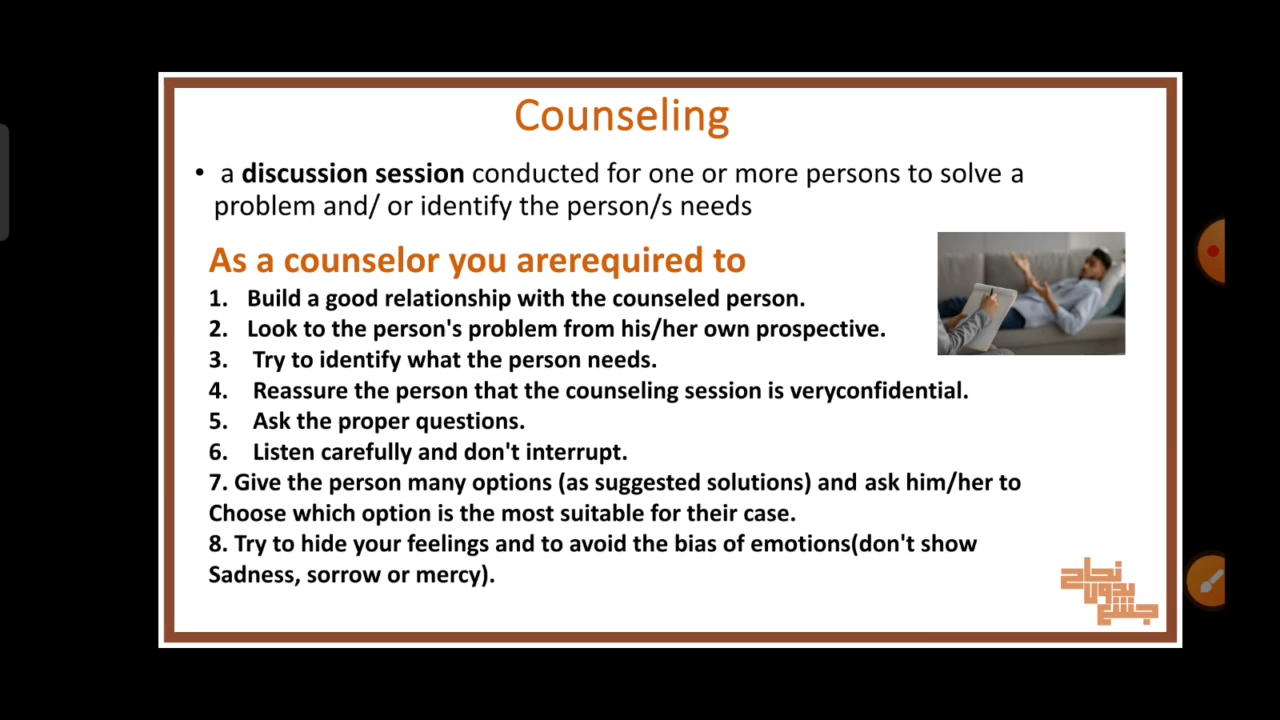 Counseling
• a discussion session conducted for one or more persons to solve a
problem and/ or identify the person/s needs
As a counselor you arerequired to
1. Build a good relationship with the counseled person.
2. Look to the person's problem from his/her own prospective.
3. Try to identify what the person needs.
4. Reassure the person that the counseling session is veryconfidential.
5. Ask the proper questions.
6. Listen carefully and don't interrupt.
7. Give the person many options (as suggested solutions) and ask him/her to
Choose which option is the most suitable for their case.
8. Try to hide your feelings and to avoid the bias of emotions(don't show
Sadness, sorrow or mercy).
نجاح
بدون
جشع